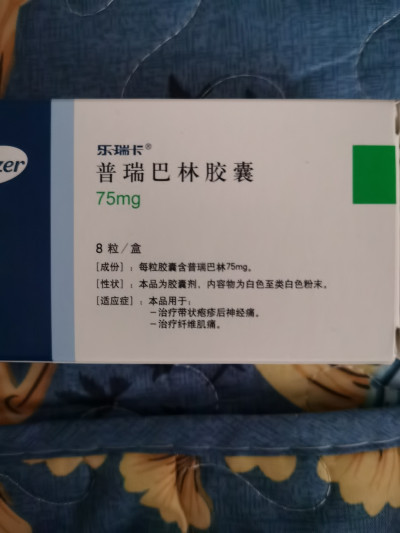 zer
乐瑞卡®
普瑞巴林胶囊
75mg
8 粒／盒
［成份］：每粒胶囊含普瑞巴林75mg。
［性状］：本品为胶囊剂，内容物为白色至类白色粉末。
［适应症］：本品用于：
－治疗带状疱疹后神经痛。
－治疗纤维肌痛。